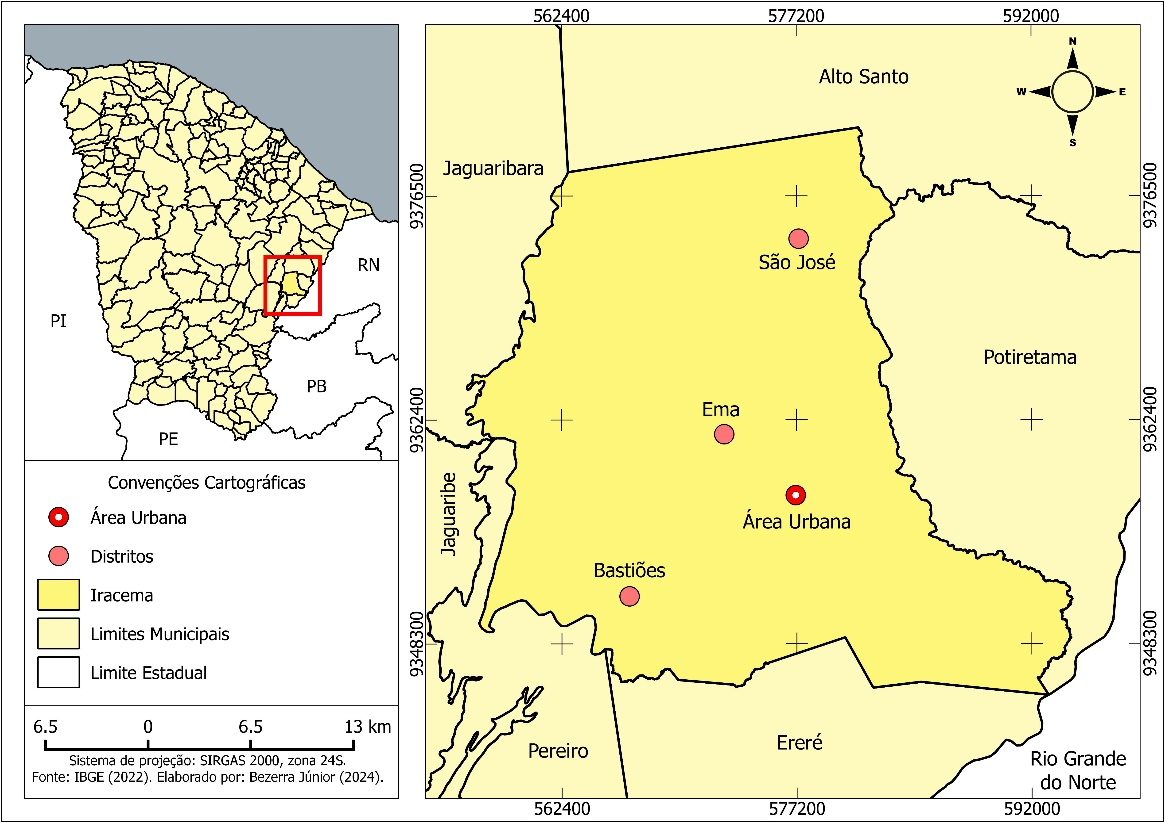 562400
577200
592000
N
W
E
S
Alto Santo
Jaguaribara
9376500
9376500
São José
RN
PI
Potiretama
PB
Ema
9362400
9362400
PE
Convenções Cartográficas
Área Urbana
Distritos
Iracema
Limites Municipais
Limite Estadual
Jaguaribe
Área Urbana
Bastiões
9348300
9348300
6.5
0
6.5
13 km
Sistema de projeção: SIRGAS 2000, zona 24S.
Fonte: IBGE (2022). Elaborado por: Bezerra Júnior (2024).
Pereiro
Ereré
Rio Grande
do Norte
562400
577200
592000